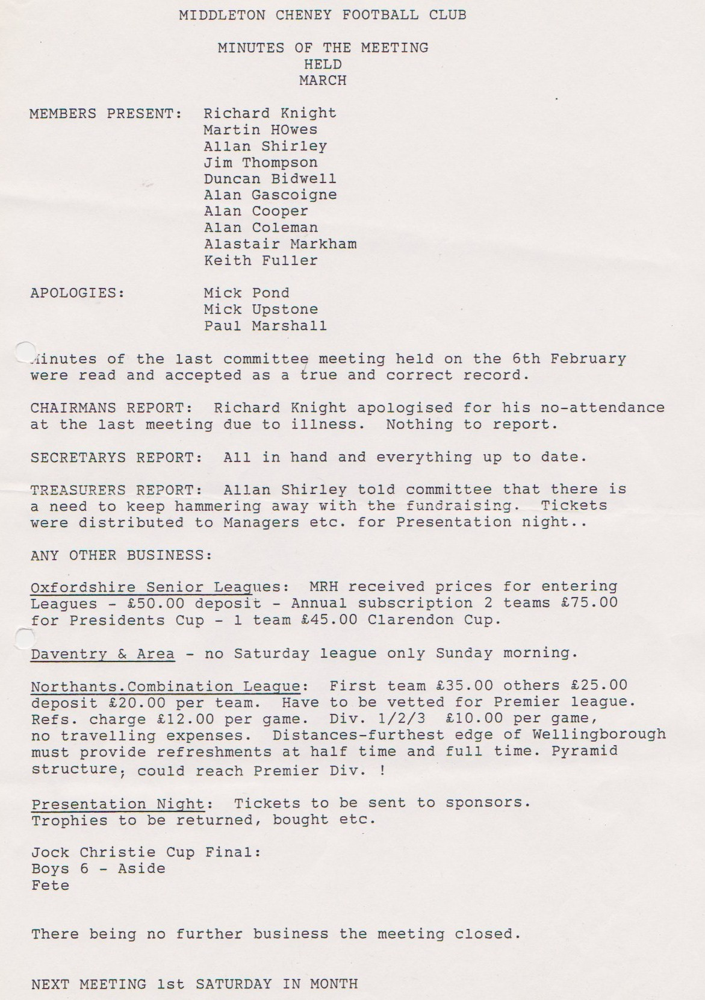 MIDDLETON CHENEY FOOTBALL CLUB
MINUTES OF THE MEETING
HELD
MARCH
MEMBERS PRESENT: Richard Knight
Martin HOwes
Allan Shirley
Jim Thompson
Duncan Bidwell
Alan Gascoigne
Alan Cooper
Alan Coleman
Alastair Markham
Keith Fuller
APOLOGIES: Mick Pond
Mick Upstone
Paul Marshall
Minutes of the last committee meeting held on the 6th February
were read and accepted as a true and correct record.
CHAIRMANS REPORT: Richard Knight apologised for his no-attendance
at the last meeting due to illness. Nothing to report.
SECRETARYS REPORT: All in hand and everything up to date.
TREASURERS REPORT: Allan Shirley told committee that there is
a need to keep hammering away with the fundraising. Tickets
were distributed to Managers etc. for Presentation night..
ANY OTHER BUSINESS:
Oxfordshire Senior Leagues: MRH received prices for entering
Leagues - £50.00 deposit - Annual subscription 2 teams £75.00
for Presidents Cup - 1 team £45.00 Clarendon Cup.
Daventry & Area - no Saturday league only Sunday morning.
Northants.Combination League: First team £35.00 others £25.00
deposit £20.00 per team. Have to be vetted for Premier league.
Refs. charge £12.00 per game. Div. 1/2/3 £10.00 per game,
no travelling expenses. Distances-furthest edge of Wellingborough
must provide refreshments at half time and full time. Pyramid
structure; could reach Premier Div. !
Presentation Night: Tickets to be sent to sponsors.
Trophies to be returned, bought etc.
Jock Christie Cup Final:
Boys 6 - Aside
Fete
There being no further business the meeting closed.
NEXT MEETING 1st SATURDAY IN MONTH